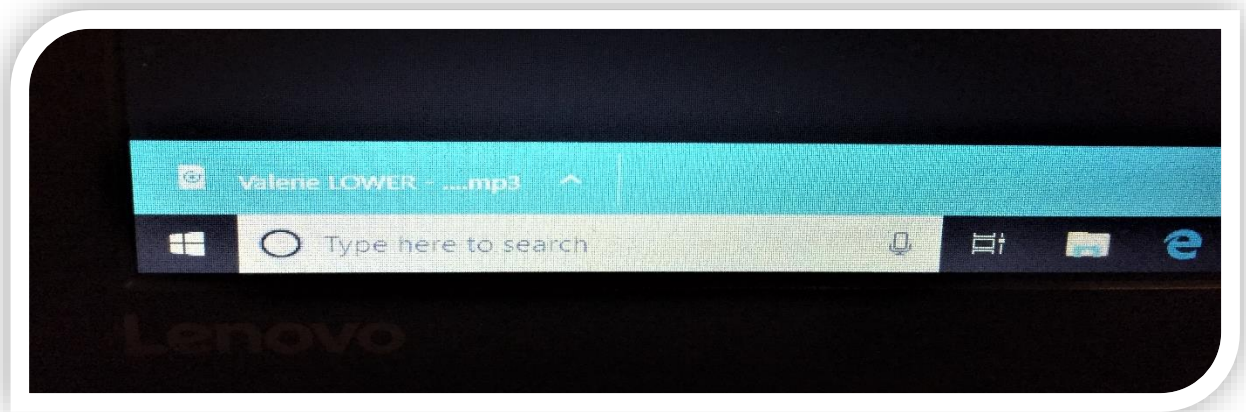 Valerie LOWER - ....mp3
Type here to search
Lenovo